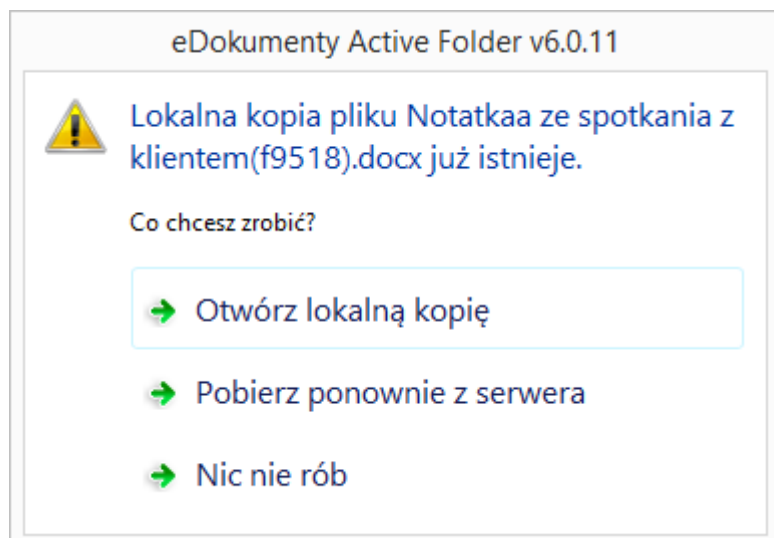 eDokumenty Active Folder v6.0.11
Lokalna kopia pliku Notatkaa ze spotkania z
klientem(f9518).docx już istnieje.
Co chcesz zrobić?
Otwórz lokalną kopię
Pobierz ponownie z serwera
Nic nie rób